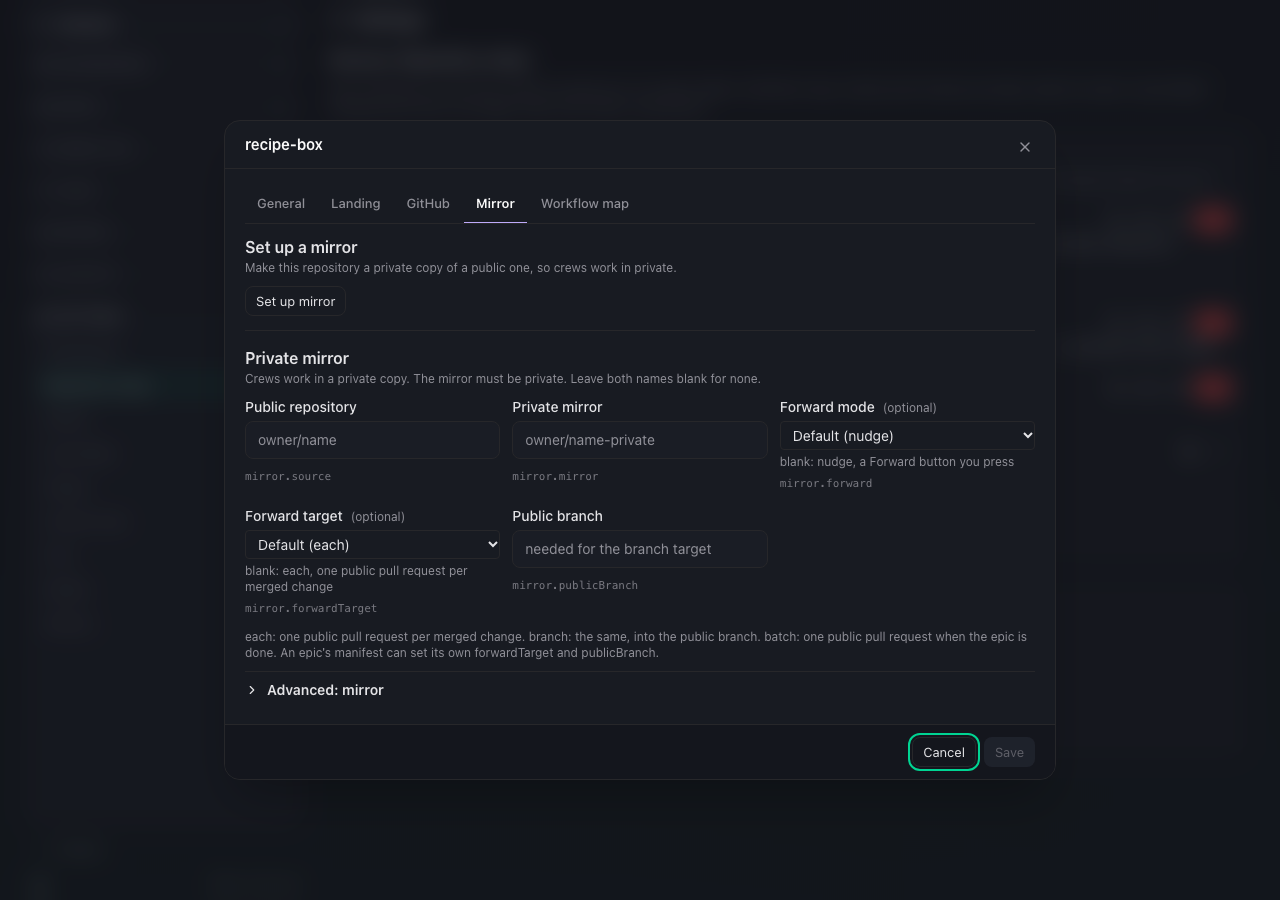 recipe-box
General
Landing
GitHub
Mirror
Workflow map
Set up a mirror
Make this repository a private copy of a public one, so crews work in private.
Set up mirror
Private mirror
Crews work in a private copy. The mirror must be private. Leave both names blank for none.
Public repository
Private mirror
Forward mode (optional)
owner/name
owner/name-private
Default (nudge)
blank: nudge, a Forward button you press
mirror.source
mirror.mirror
mirror.forward
Forward target (optional)
Public branch
Default (each)
needed for the branch target
blank: each, one public pull request per
merged change
mirror.publicBranch
mirror.forwardTarget
each: one public pull request per merged change. branch: the same, into the public branch. batch: one public pull request when the epic is
done. An epic's manifest can set its own forwardTarget and publicBranch.
Advanced: mirror
Cancel
Save